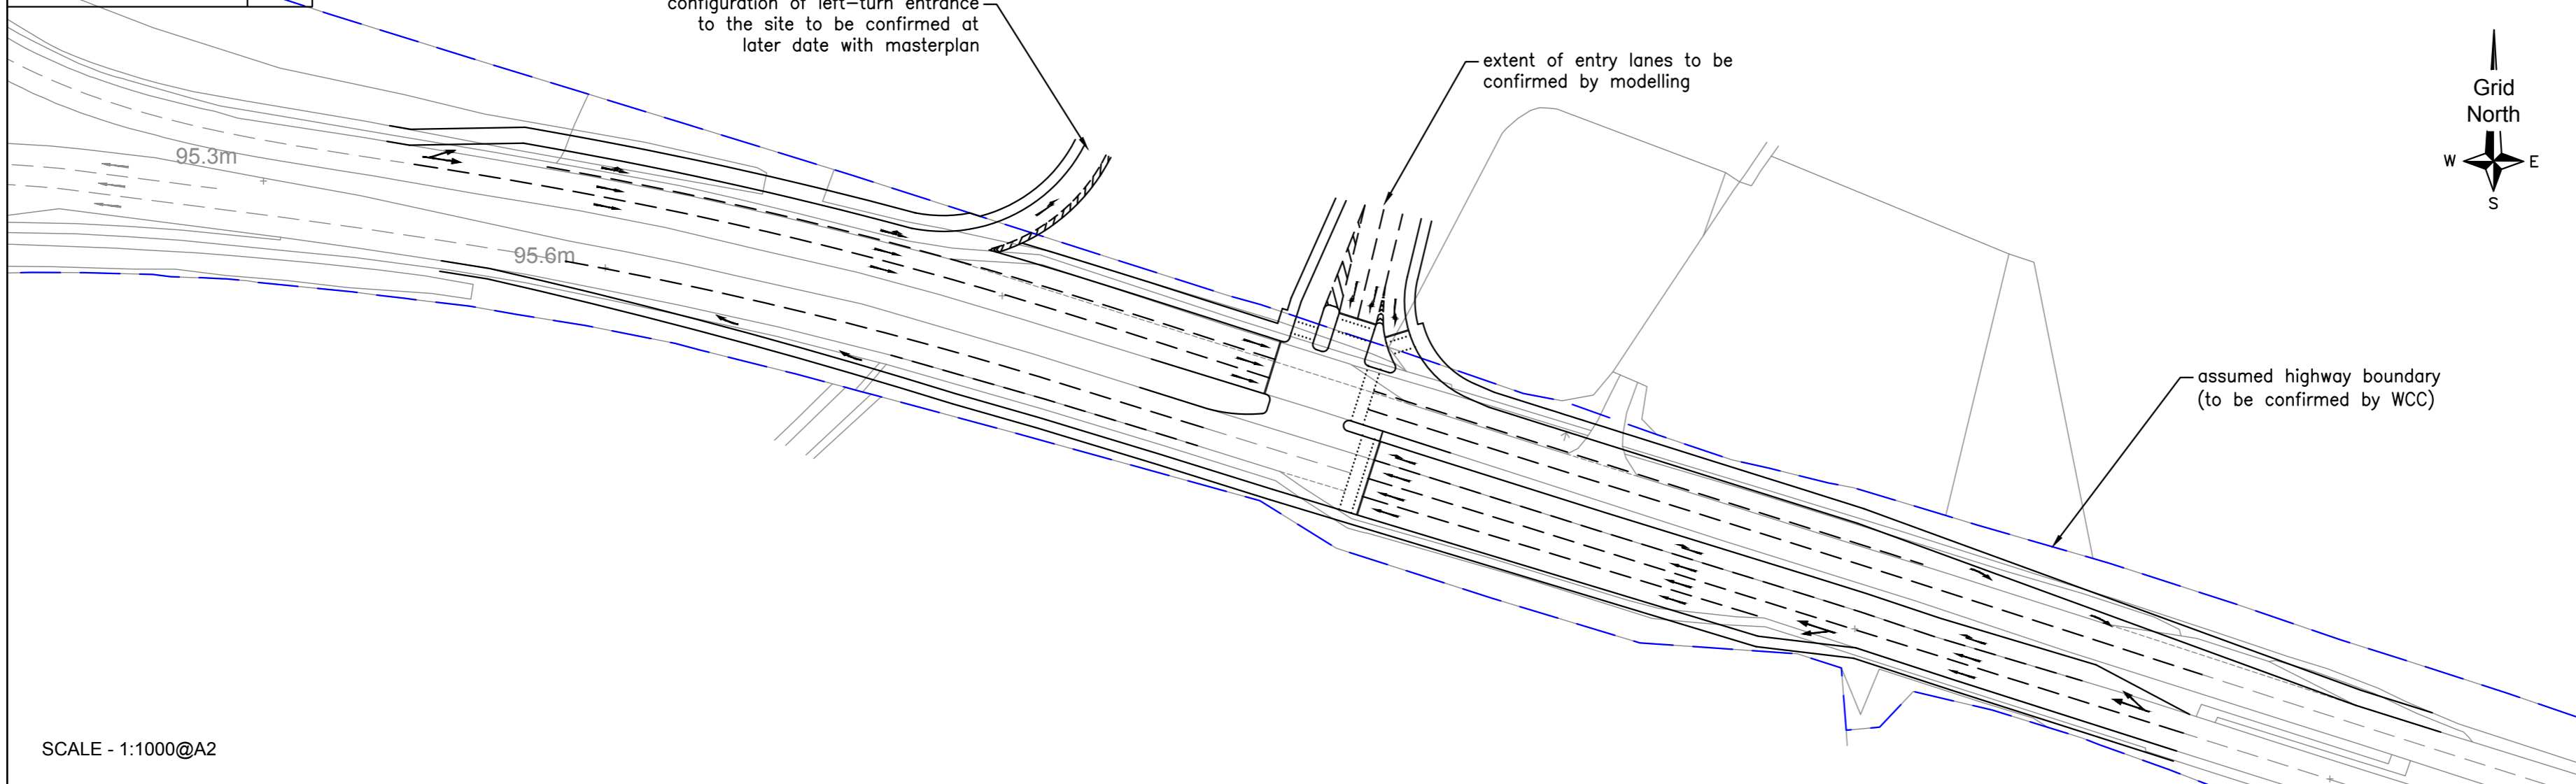 configuration of left-turn entrance
to the site to be confirmed at
later date with masterplan
extent of entry lanes to be
confirmed by modelling
Grid
North
W E
S
95.3m
95.6m
assumed highway boundary
(to be confirmed by WCC)
SCALE - 1:1000@A2